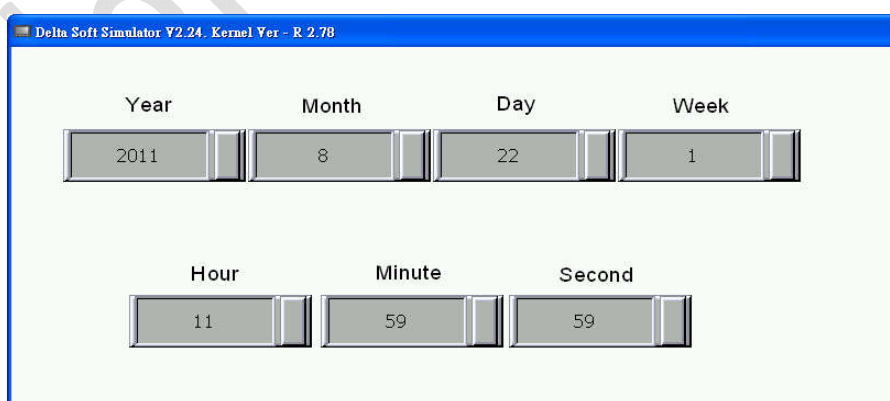 Delta Soft Simulator V2.24. Kernel Ver - R 2.78
Year Month Day Week
2011 8 22 1
Hour Minute Second
11 59 59